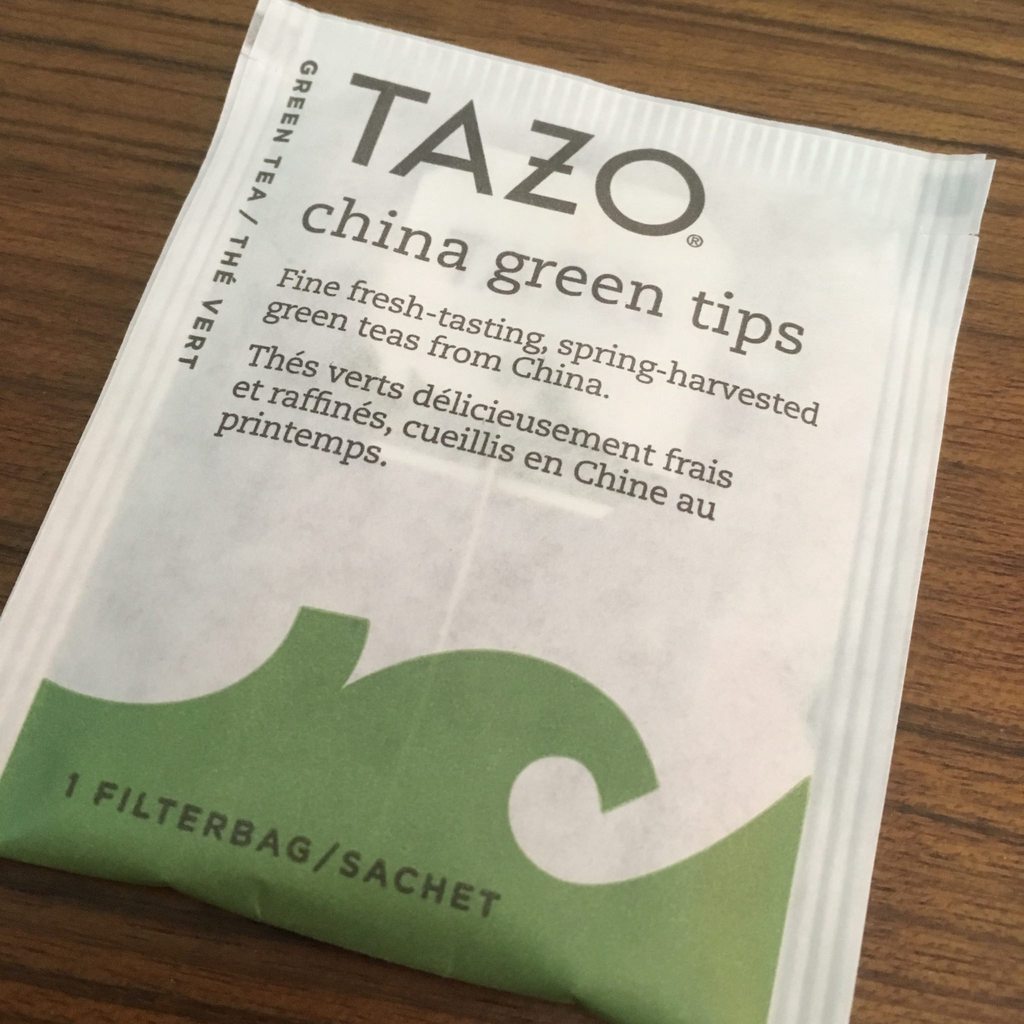 GREEN TEA / THÉ VERT
TAZO®
china green tips
Fine fresh-tasting, spring-harvested
green teas from China.
Thés verts délicieusement frais
et raffinés, cueillis en Chine au
printemps.
1 FILTERBAG/SACHET